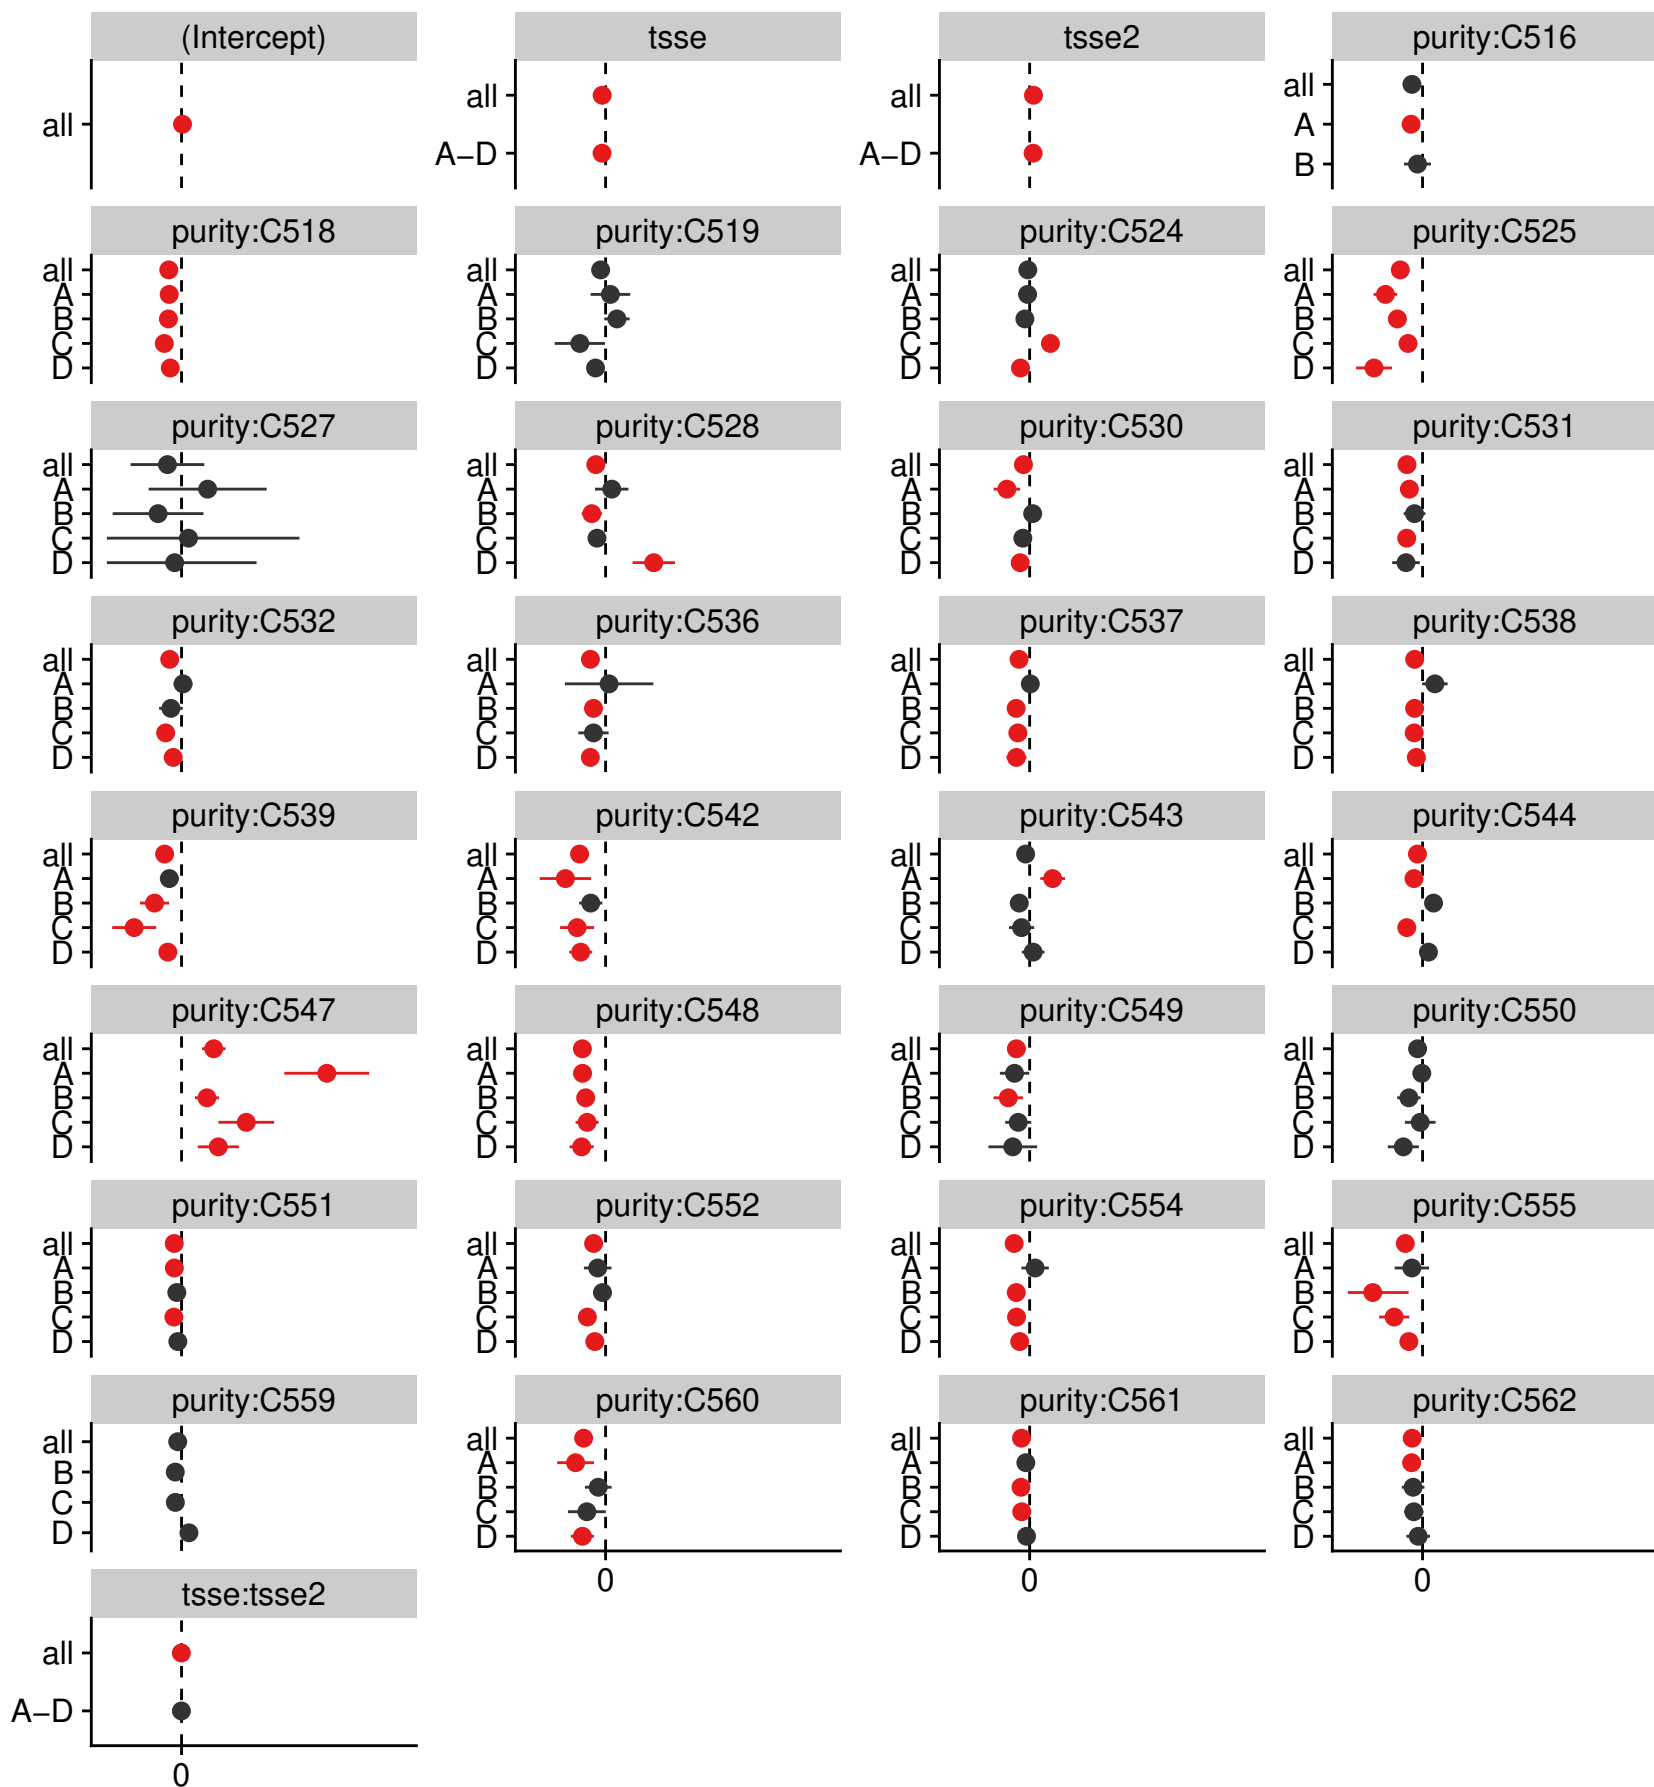 (Intercept) tsse tsse2 purity:C516
all
all
A−D
all
A−D
all
A
B
purity:C518 purity:C519 purity:C524 purity:C525
all
A
B
C
D
all
A
B
C
D
all
A
B
C
D
all
A
B
C
D
purity:C527 purity:C528 purity:C530 purity:C531
all
A
B
C
D
all
A
B
C
D
all
A
B
C
D
all
A
B
C
D
purity:C532 purity:C536 purity:C537 purity:C538
all
A
B
C
D
all
A
B
C
D
all
A
B
C
D
all
A
B
C
D
purity:C539 purity:C542 purity:C543 purity:C544
all
A
B
C
D
all
A
B
C
D
all
A
B
C
D
all
A
B
C
D
purity:C547 purity:C548 purity:C549 purity:C550
all
A
B
C
D
all
A
B
C
D
all
A
B
C
D
all
A
B
C
D
purity:C551 purity:C552 purity:C554 purity:C555
all
A
B
C
D
all
A
B
C
D
all
A
B
C
D
all
A
B
C
D
purity:C559 purity:C560 purity:C561 purity:C562
all
B
C
D
all
A
B
C
D
all
A
B
C
D
all
A
B
C
D
0 0 0
tsse:tsse2
all
A−D
0